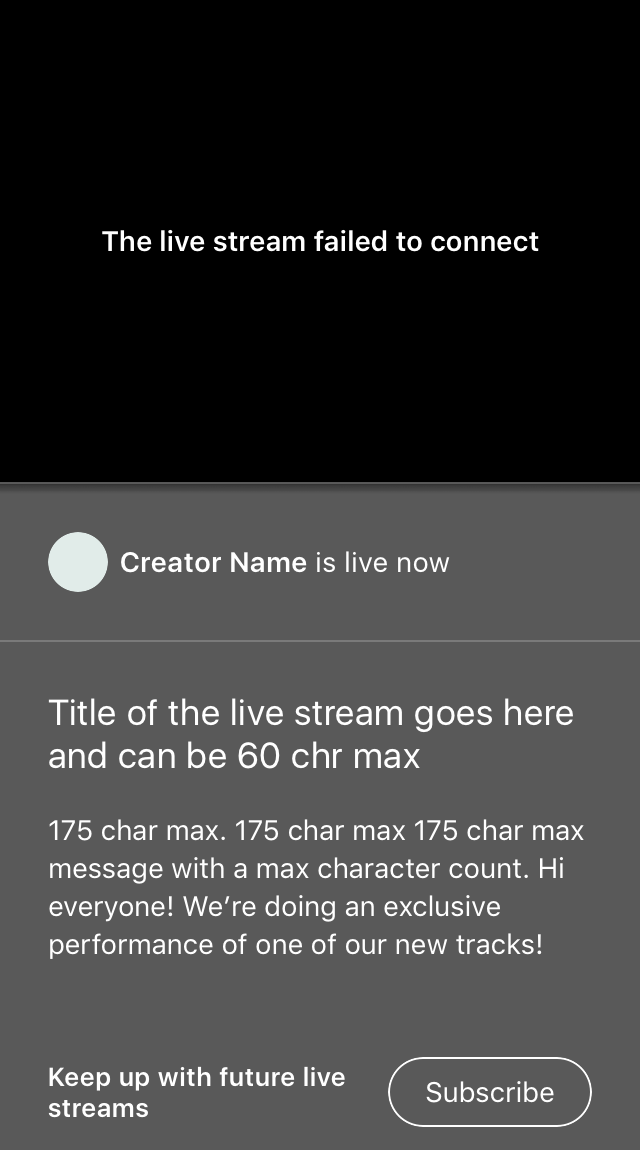 The live stream failed to connect
Creator Name is live now
Title of the live stream goes here
and can be 60 chr max
175 char max. 175 char max 175 char max
message with a max character count. Hi
everyone! We’re doing an exclusive
performance of one of our new tracks!
Keep up with future live
streams
Subscribe